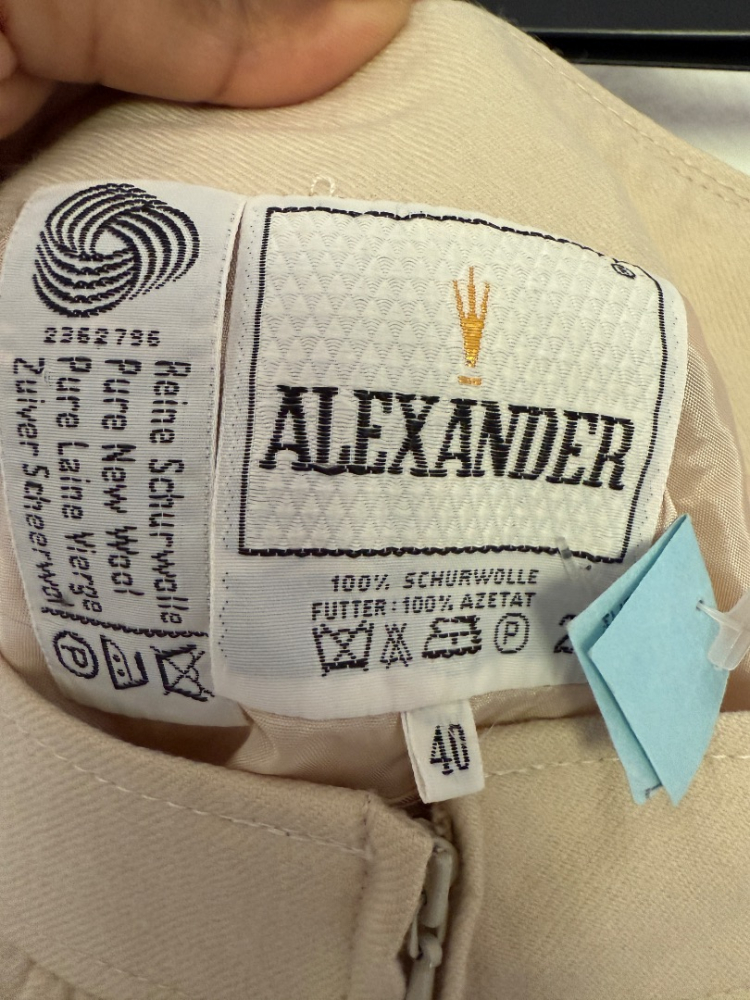 2362796
Reine Schurwolle
Pure New Wool
Pure Laine Vierge
Zuiver Scheerwol
P
®
ALEXANDER
100% SCHURWOLLE
FUTTER:100% AZETAT
P
40